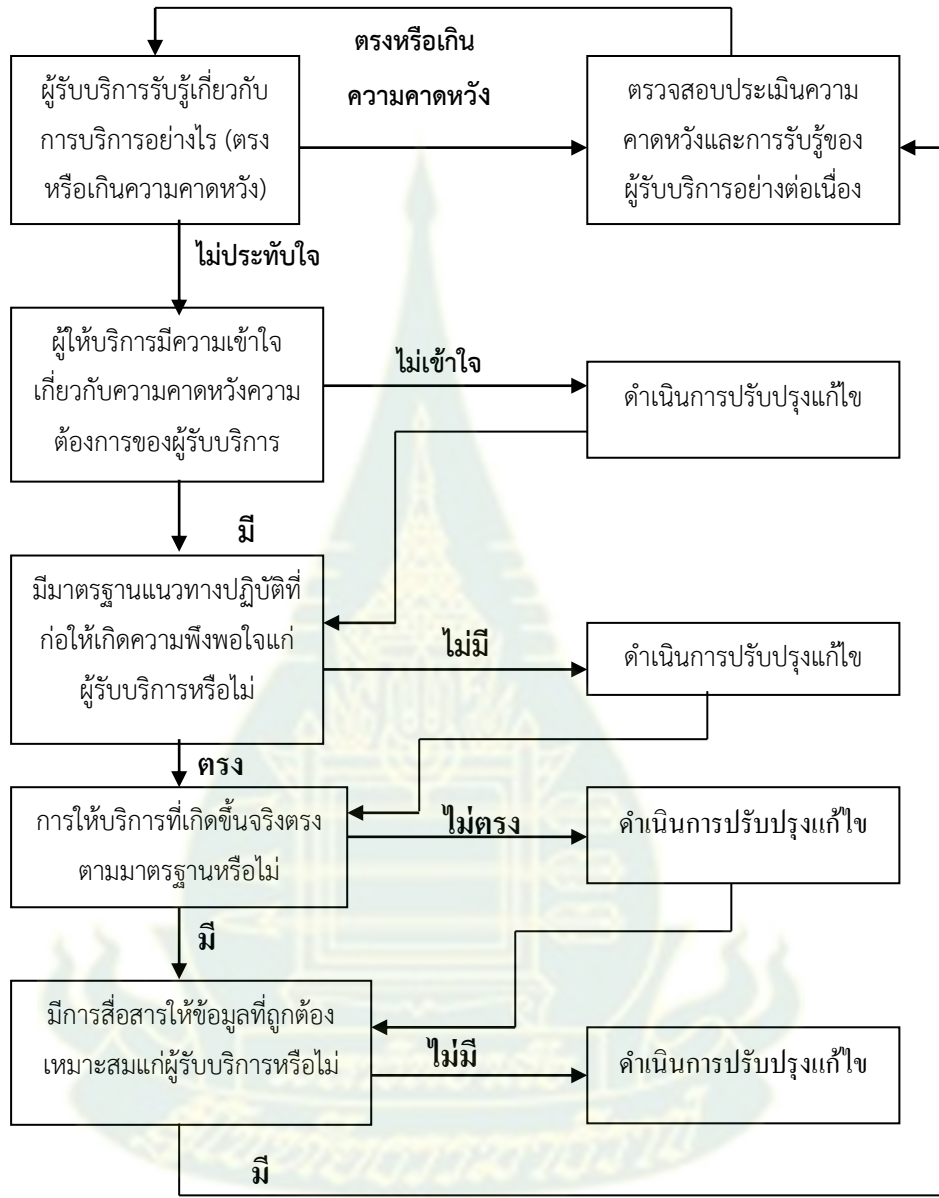 ตรงหรือเกิน
ความคาดหวัง
ผู้รับบริการรับรู้เกี่ยวกับ
การบริการอย่างไร (ตรง
หรือเกินความคาดหวัง)
ตรวจสอบประเมินความ
คาดหวังและการรับรู้ของ
ผู้รับบริการอย่างต่อเนื่อง
ไม่ประทับใจ
ผู้ให้บริการมีความเข้าใจ
เกี่ยวกับความคาดหวังความ
ต้องการของผู้รับบริการ
ไม่เข้าใจ
ดำเนินการปรับปรุงแก้ไข
มี
มีมาตรฐานแนวทางปฏิบัติที่
ก่อให้เกิดความพึงพอใจแก่
ผู้รับบริการหรือไม่
ไม่มี
ดำเนินการปรับปรุงแก้ไข
ตรง
การให้บริการที่เกิดขึ้นจริงตรง
ตามมาตรฐานหรือไม่
ไม่ตรง
ดำเนินการปรับปรุงแก้ไข
มี
มีการสื่อสารให้ข้อมูลที่ถูกต้อง
เหมาะสมแก่ผู้รับบริการหรือไม่
ไม่มี
ดำเนินการปรับปรุงแก้ไข
มี